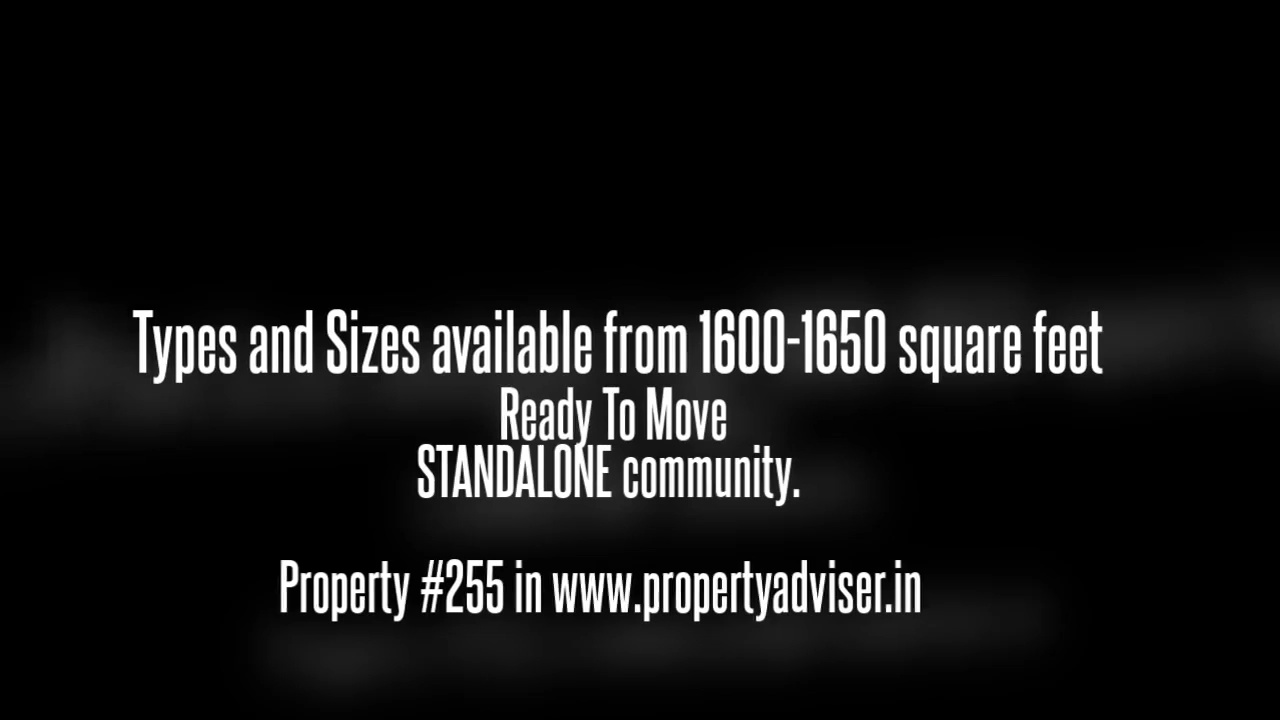 Types and Sizes available from 1600-1650 square feet
Ready To Move
STANDALONE community.
Property #255 in www.propertyadviser.in